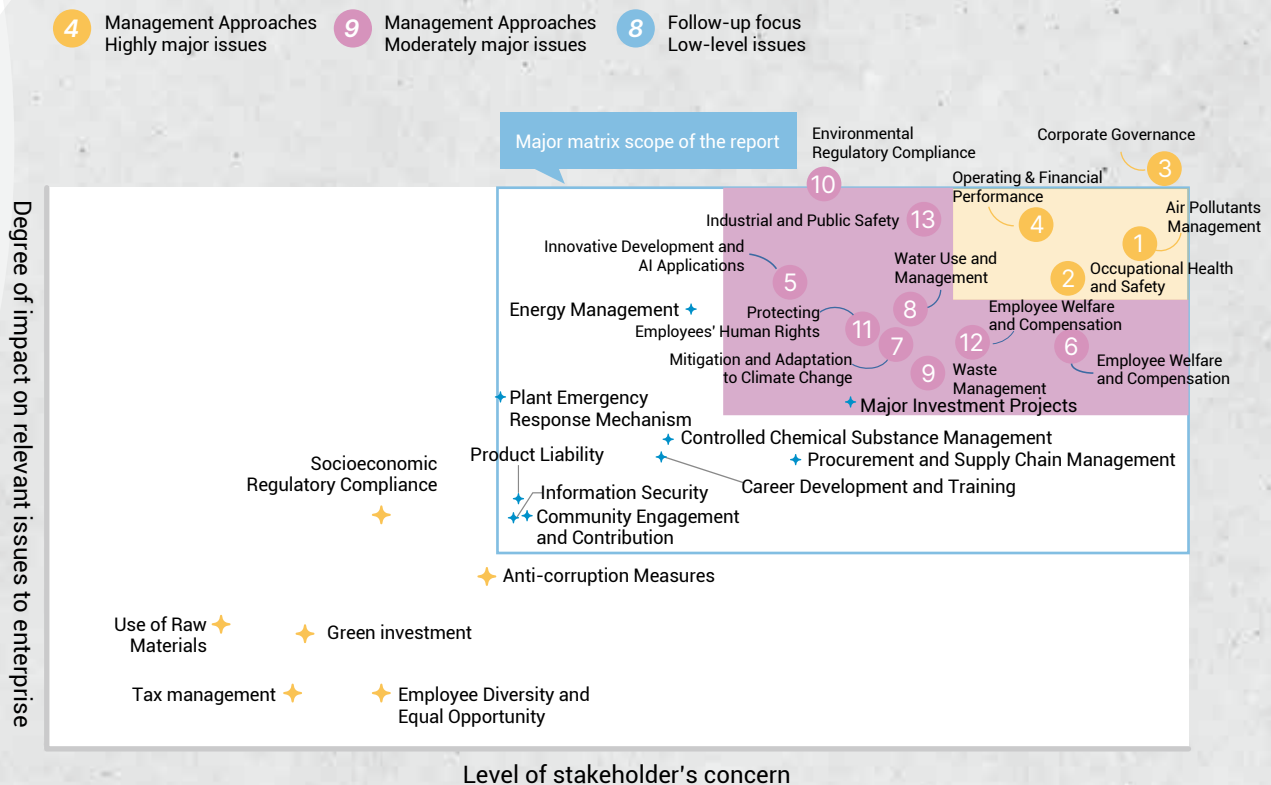 4
Management Approaches
Highly major issues
9
Management Approaches
Moderately major issues
8
Follow-up focus
Low-level issues
Major matrix scope of the report
Environmental
Regulatory Compliance
10
Corporate Governance
3
Operating & Financial
Performance
4
Air Pollutants
Management
1
Industrial and Public Safety
13
Innovative Development and
AI Applications
5
Water Use and
Management
8
2
Occupational Health
and Safety
Energy Management
Protecting
Employees' Human Rights
11
Employee Welfare
and Compensation
12
7
6
Mitigation and Adaptation
to Climate Change
9
Waste
Management
Employee Welfare
and Compensation
Plant Emergency
Response Mechanism
Major Investment Projects
Controlled Chemical Substance Management
Product Liability
Procurement and Supply Chain Management
Socioeconomic
Regulatory Compliance
Career Development and Training
Information Security
Community Engagement
and Contribution
Anti-corruption Measures
Use of Raw
Materials
Green investment
Tax management
Employee Diversity and
Equal Opportunity
Degree of impact on relevant issues to enterprise
Level of stakeholder's concern